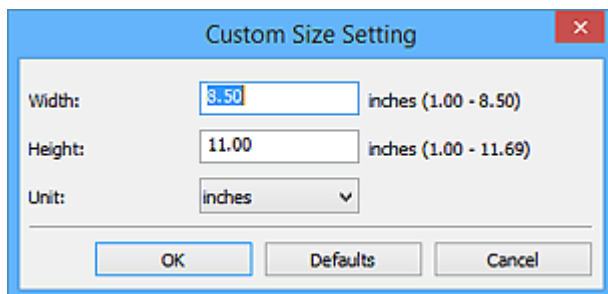 Custom Size Setting
Width: 8.50 inches (1.00 - 8.50)
Height: 11.00 inches (1.00 - 11.69)
Unit: inches
OK Defaults Cancel